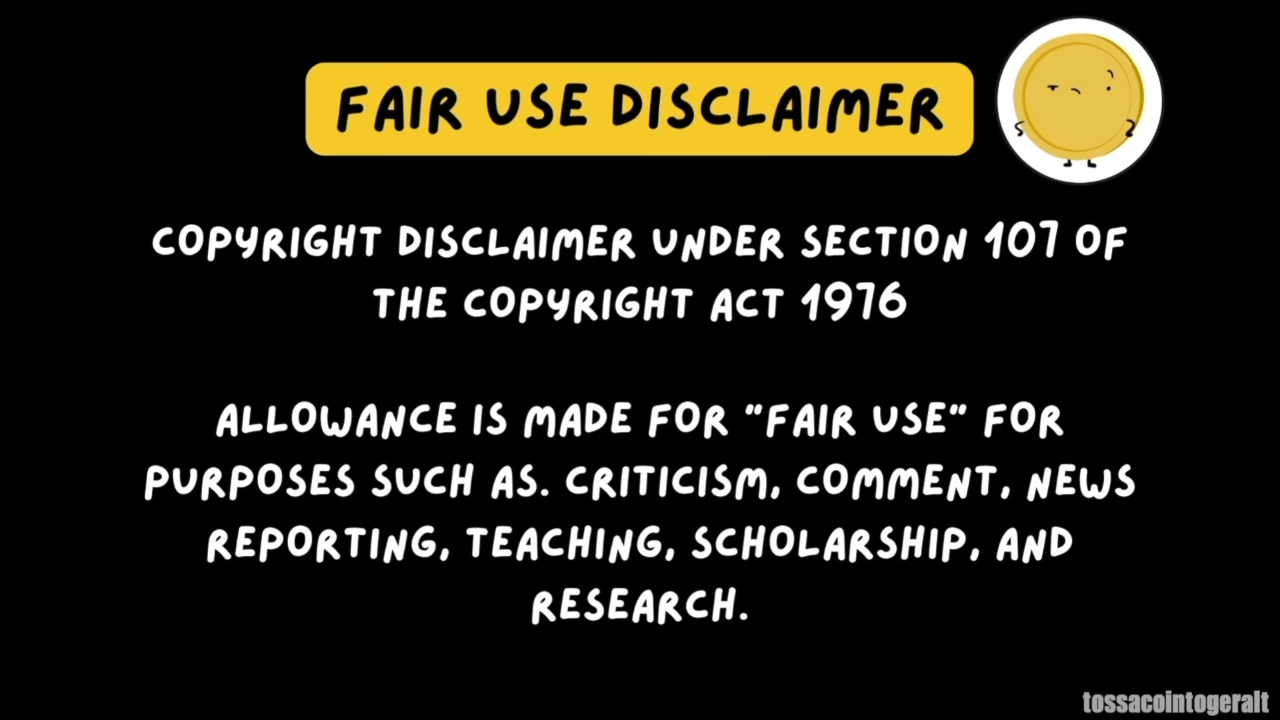 FAIR USE DISCLAIMER
COPYRIGHT DISCLAIMER UNDER SECTION 107 OF
THE COPYRIGHT ACT 1976
ALLOWANCE IS MADE FOR "FAIR USE" FOR
PURPOSES SUCH AS. CRITICISM, COMMENT, NEWS
REPORTING, TEACHING, SCHOLARSHIP, AND
RESEARCH.
tossacointogeralt